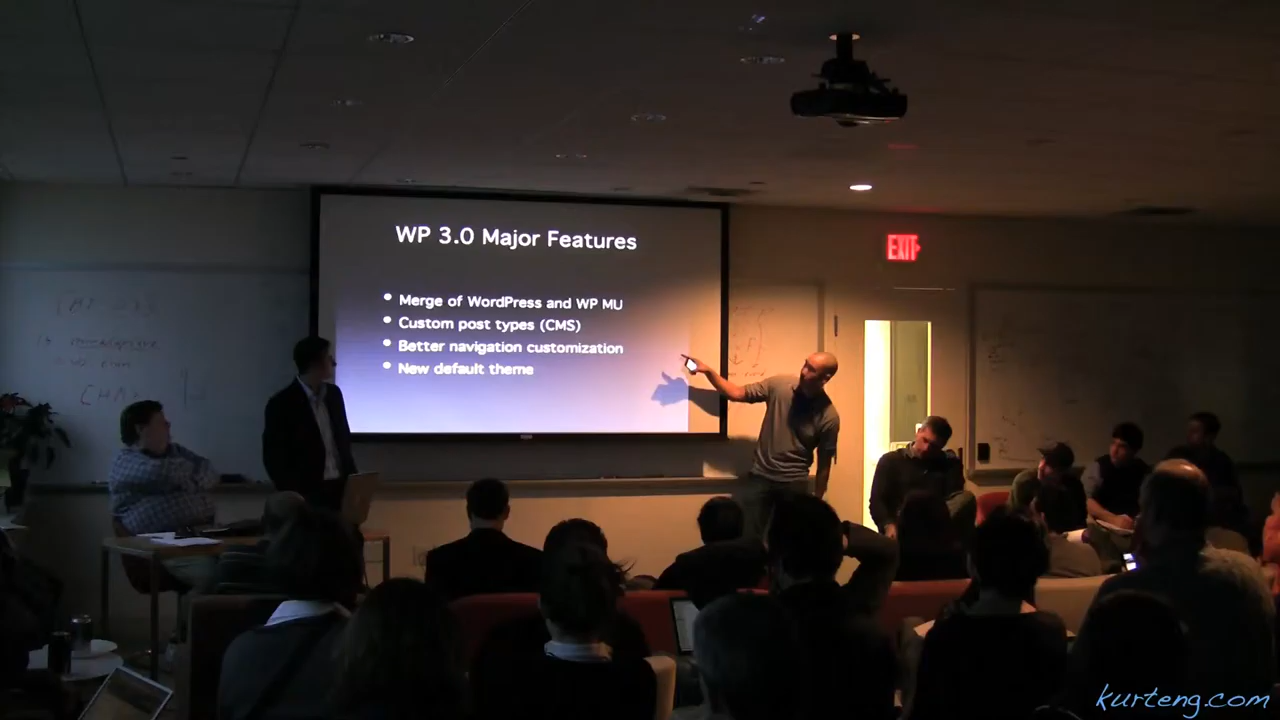 WP 3.0 Major Features
• Merge of WordPress and WP MU
• Custom post types (CMS)
• Better navigation customization
• New default theme
EXIT
kurteng.com